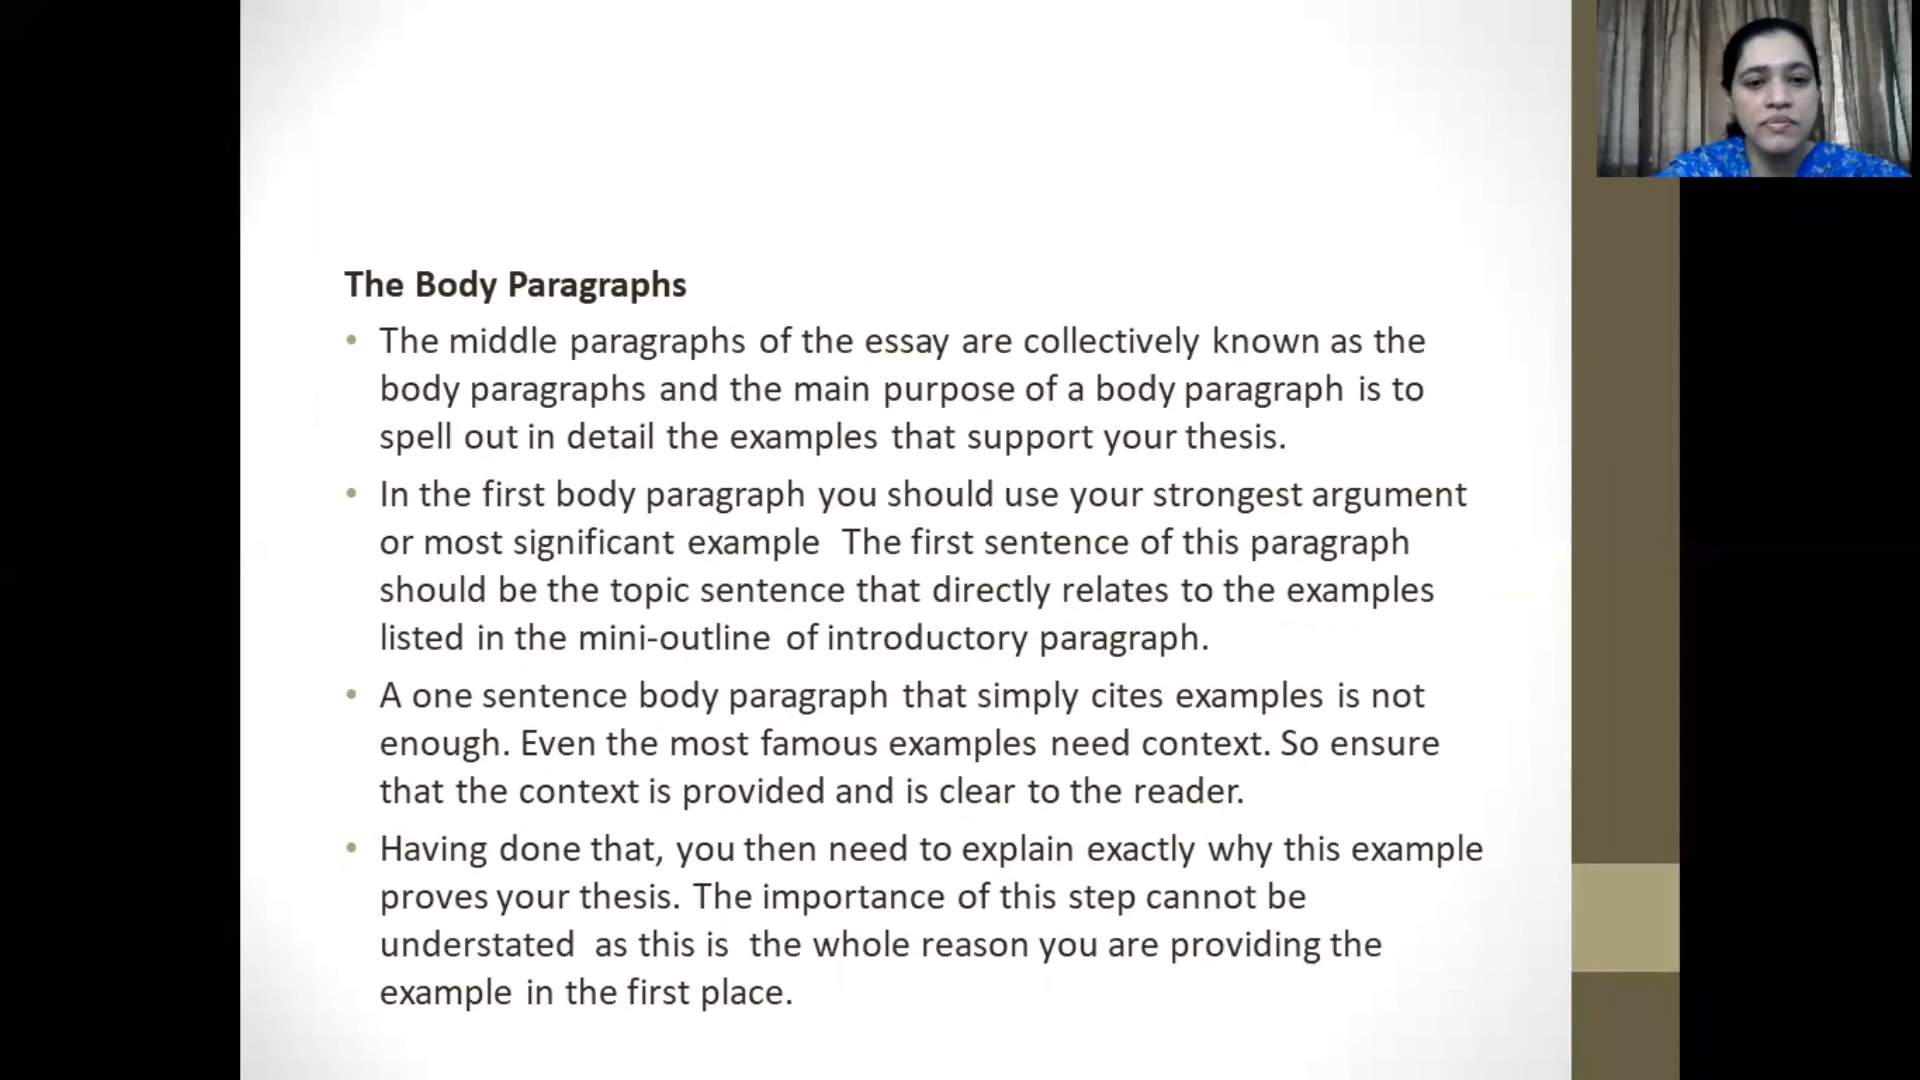 The Body Paragraphs
• The middle paragraphs of the essay are collectively known as the
body paragraphs and the main purpose of a body paragraph is to
spell out in detail the examples that support your thesis.
• In the first body paragraph you should use your strongest argument
or most significant example  The first sentence of this paragraph
should be the topic sentence that directly relates to the examples
listed in the mini-outline of introductory paragraph.
• A one sentence body paragraph that simply cites examples is not
enough. Even the most famous examples need context. So ensure
that the context is provided and is clear to the reader.
• Having done that, you then need to explain exactly why this example
proves your thesis. The importance of this step cannot be
understated  as this is  the whole reason you are providing the
example in the first place.